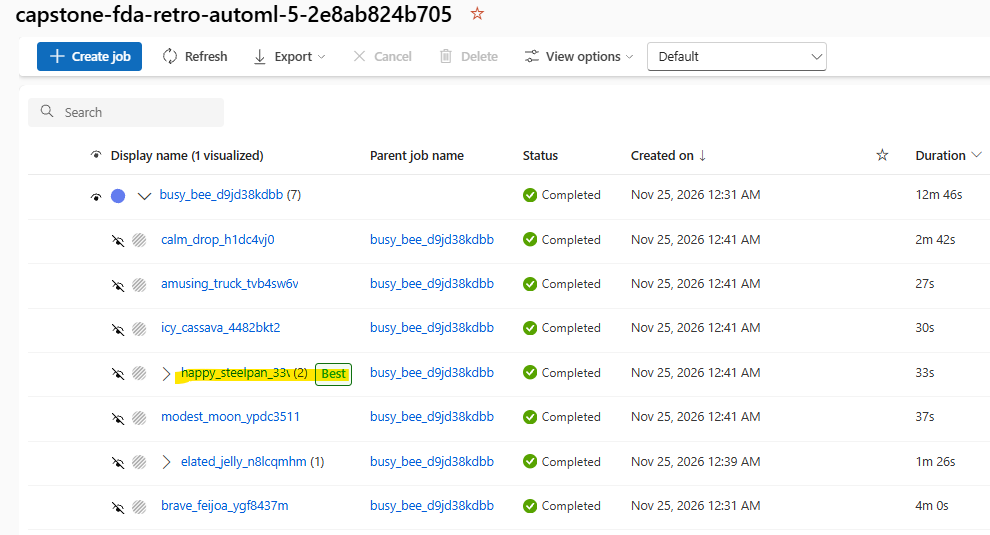 capstone-fda-retro-automl-5-2e8ab824b705
Create job Refresh Export Cancel Delete View options Default
Search
Display name (1 visualized) Parent job name Status Created on ↓ Duration
busy_bee_d9jd38kdbb (7) Completed Nov 25, 2026 12:31 AM 12m 46s
calm_drop_h1dc4vj0 busy_bee_d9jd38kdbb Completed Nov 25, 2026 12:41 AM 2m 42s
amusing_truck_tvb4sw6v busy_bee_d9jd38kdbb Completed Nov 25, 2026 12:41 AM 27s
icy_cassava_4482bkt2 busy_bee_d9jd38kdbb Completed Nov 25, 2026 12:41 AM 30s
(2) Best busy_bee_d9jd38kdbb Completed Nov 25, 2026 12:41 AM 33s
modest_moon_ypdc3511 busy_bee_d9jd38kdbb Completed Nov 25, 2026 12:41 AM 37s
elated_jelly_n8lcqmhm (1) busy_bee_d9jd38kdbb Completed Nov 25, 2026 12:39 AM 1m 26s
brave_feijoa_ygf8437m busy_bee_d9jd38kdbb Completed Nov 25, 2026 12:41 AM 4m 0s